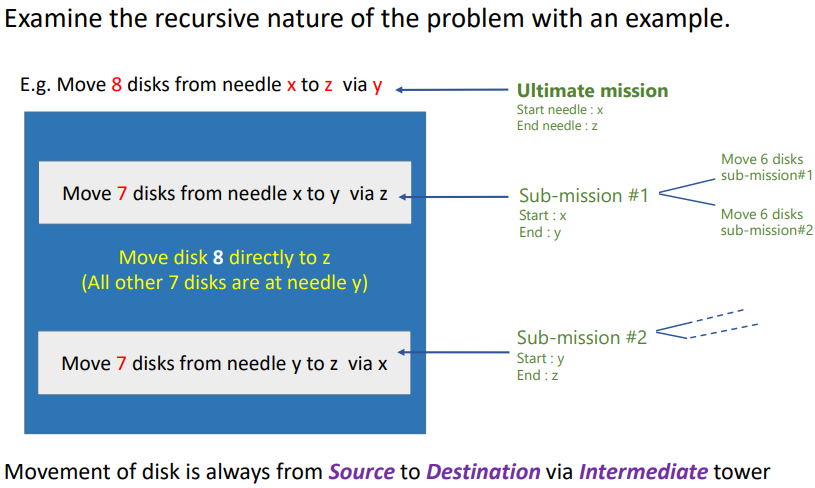 Examine the recursive nature of the problem with an example.
E.g. Move 8 disks from needle x to z via y
Ultimate mission
Start needle : x
End needle : z
Move 7 disks from needle x to y via z
Sub-mission #1
Start : x
End : y
Move 6 disks
sub-mission#1
Move 6 disks
sub-mission#2
Move disk 8 directly to z
(All other 7 disks are at needle y)
Move 7 disks from needle y to z via x
Sub-mission #2
Start : y
End : z
Movement of disk is always from Source to Destination via Intermediate tower